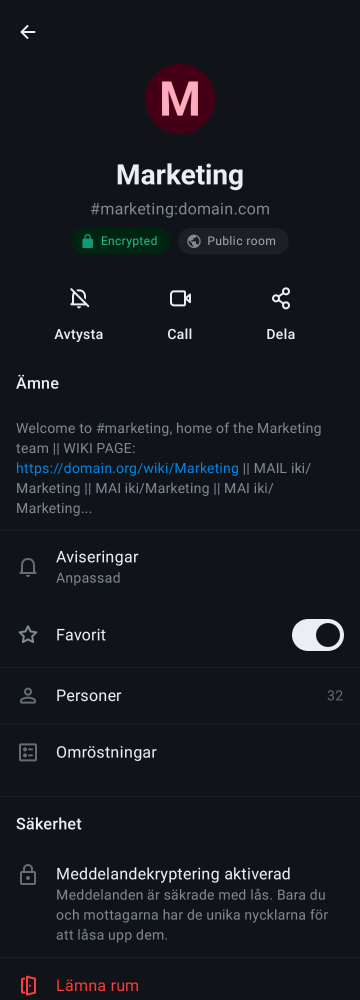 M
Marketing
#marketing:domain.com
Encrypted
Public room
Avtysta
Call
Dela
Ämne
Welcome to #marketing, home of the Marketing
team || WIKI PAGE:
https://domain.org/wiki/Marketing || MAIL iki/
Marketing || MAI iki/Marketing || MAI iki/
Marketing...
Aviseringar
Anpassad
Favorit
Personer
32
Omröstningar
Säkerhet
Meddelandekryptering aktiverad
Meddelanden är säkrade med lås. Bara du
och mottagarna har de unika nycklarna för
att låsa upp dem.
Lämna rum